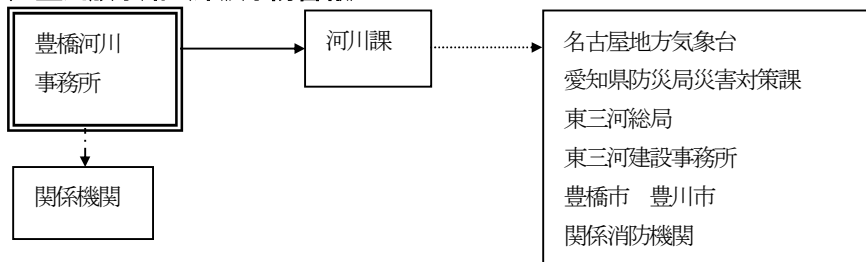 豊橋河川
事務所
河川課
関係機関
名古屋地方気象台
愛知県防災局災害対策課
東三河総局
東三河建設事務所
豊橋市　豊川市
関係消防機関